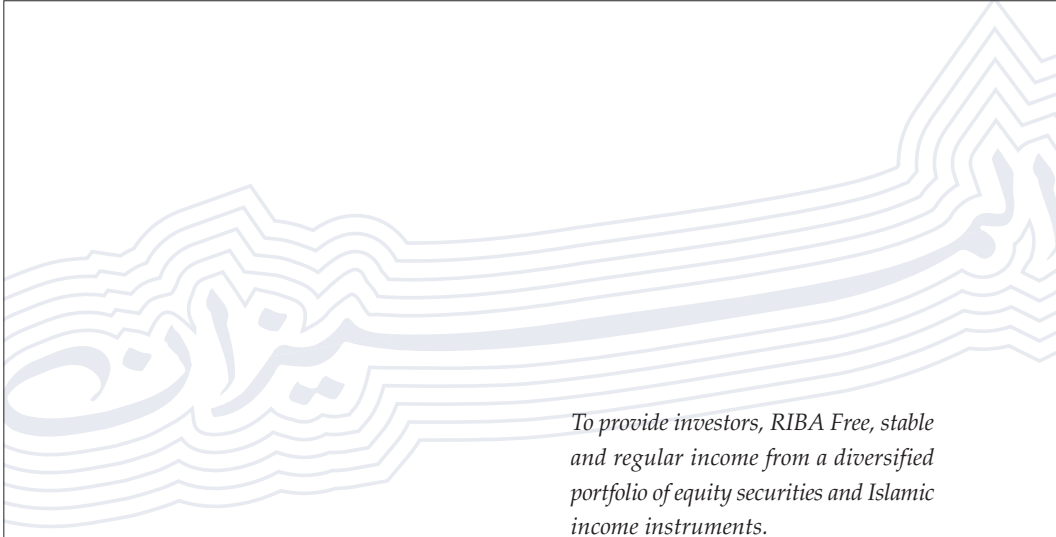 الميزان
To provide investors, RIBA Free, stable
and regular income from a diversified
portfolio of equity securities and Islamic
income instruments.